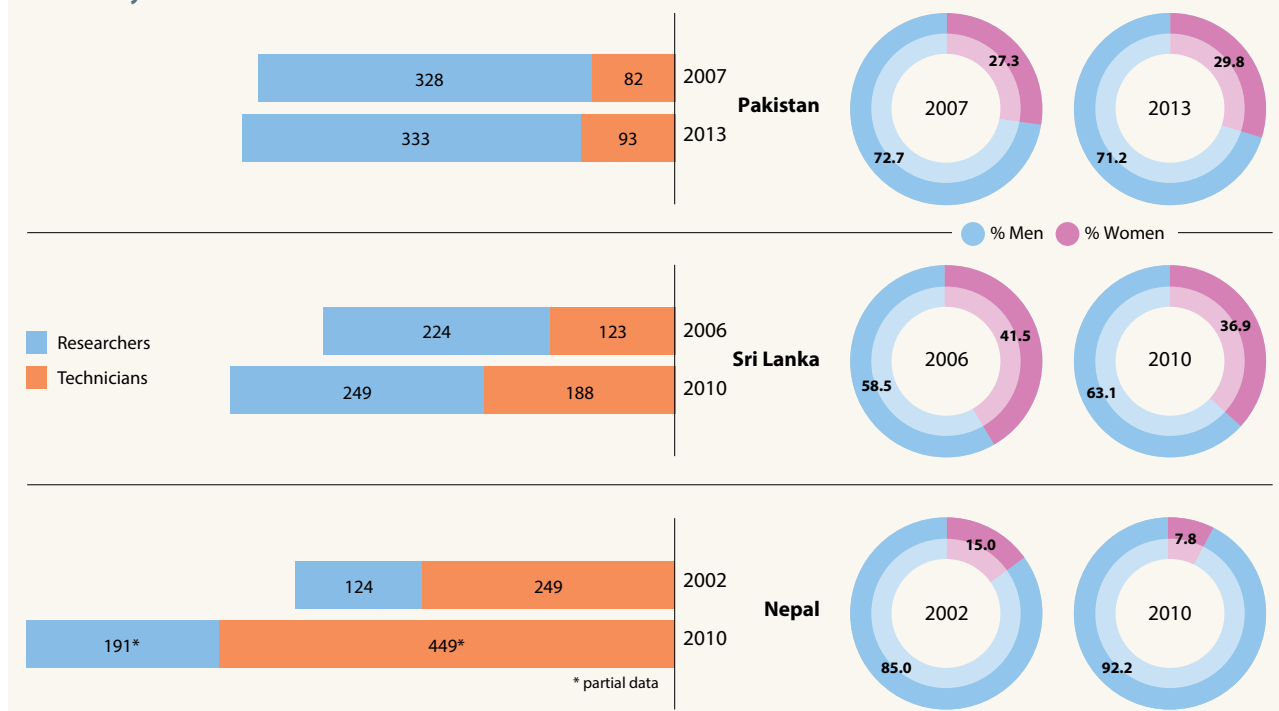 328 82 2007
333 93 2013
Pakistan
27.3
72.7
2007
29.8
71.2
2013
% Men % Women
Researchers
Technicians
224 123 2006
249 188 2010
Sri Lanka
41.5
58.5
2006
36.9
63.1
2010
124 249 2002
191* 449* 2010
* partial data
Nepal
15.0
85.0
2002
7.8
92.2
2010